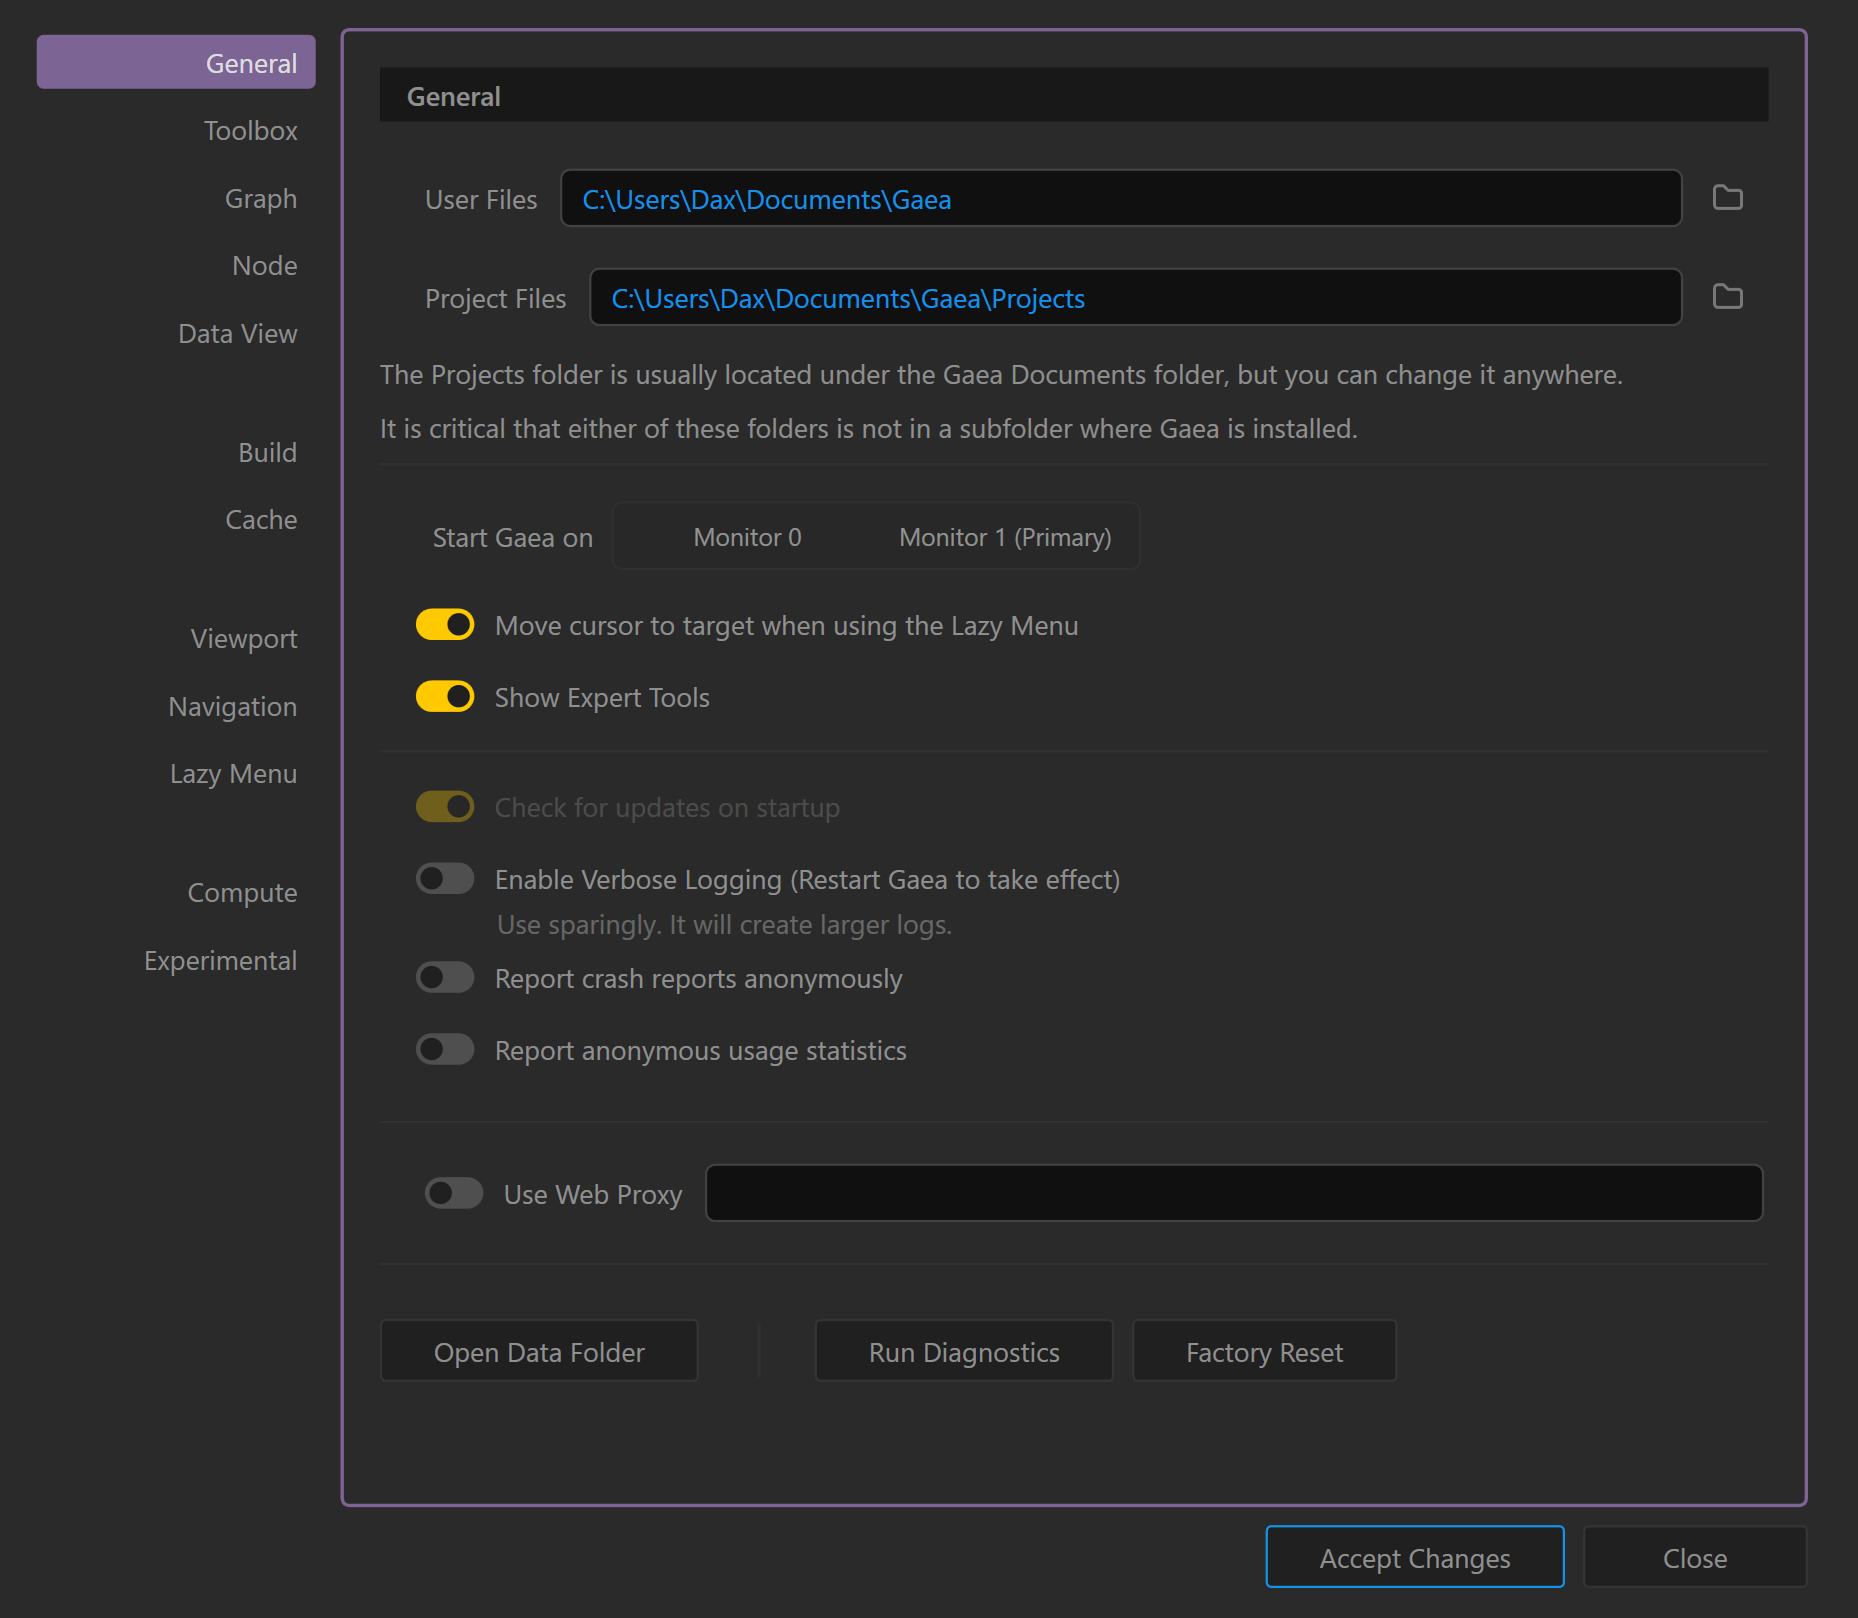 General
Toolbox
Graph
Node
Data View
Build
Cache
Viewport
Navigation
Lazy Menu
Compute
Experimental
General
User Files C:\Users\Dax\Documents\Gaea
Project Files C:\Users\Dax\Documents\Gaea\Projects
The Projects folder is usually located under the Gaea Documents folder, but you can change it anywhere.
It is critical that either of these folders is not in a subfolder where Gaea is installed.
Start Gaea on Monitor 0 Monitor 1 (Primary)
Move cursor to target when using the Lazy Menu
Show Expert Tools
Check for updates on startup
Enable Verbose Logging (Restart Gaea to take effect)
Use sparingly. It will create larger logs.
Report crash reports anonymously
Report anonymous usage statistics
Use Web Proxy
Open Data Folder Run Diagnostics Factory Reset
Accept Changes Close